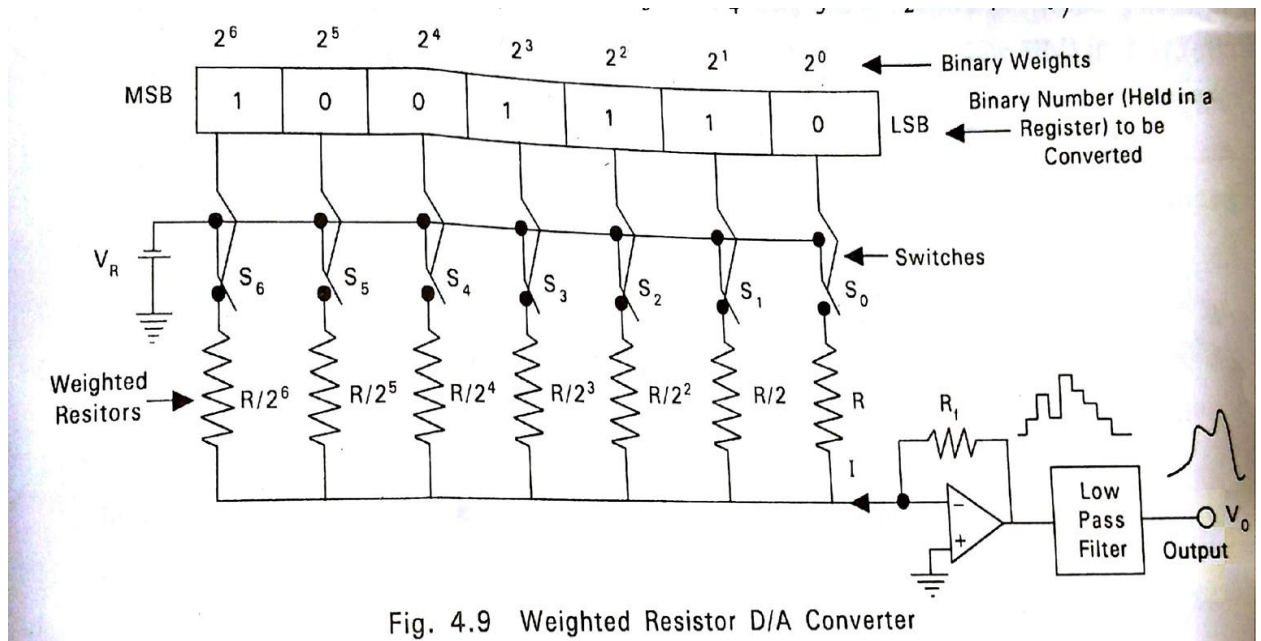 2⁶ 2⁵ 2⁴ 2³ 2² 2¹ 2⁰ Binary Weights
MSB 1 0 0 1 1 1 0 LSB
Binary Number (Held in a
Register) to be
Converted
V_R
S₆ S₅ S₄ S₃ S₂ S₁ S₀
Switches
Weighted
Resitors
R/2⁶ R/2⁵ R/2⁴ R/2³ R/2² R/2 R
I
R₁
− +
Low
Pass
Filter
V₀
Output
Fig. 4.9 Weighted Resistor D/A Converter